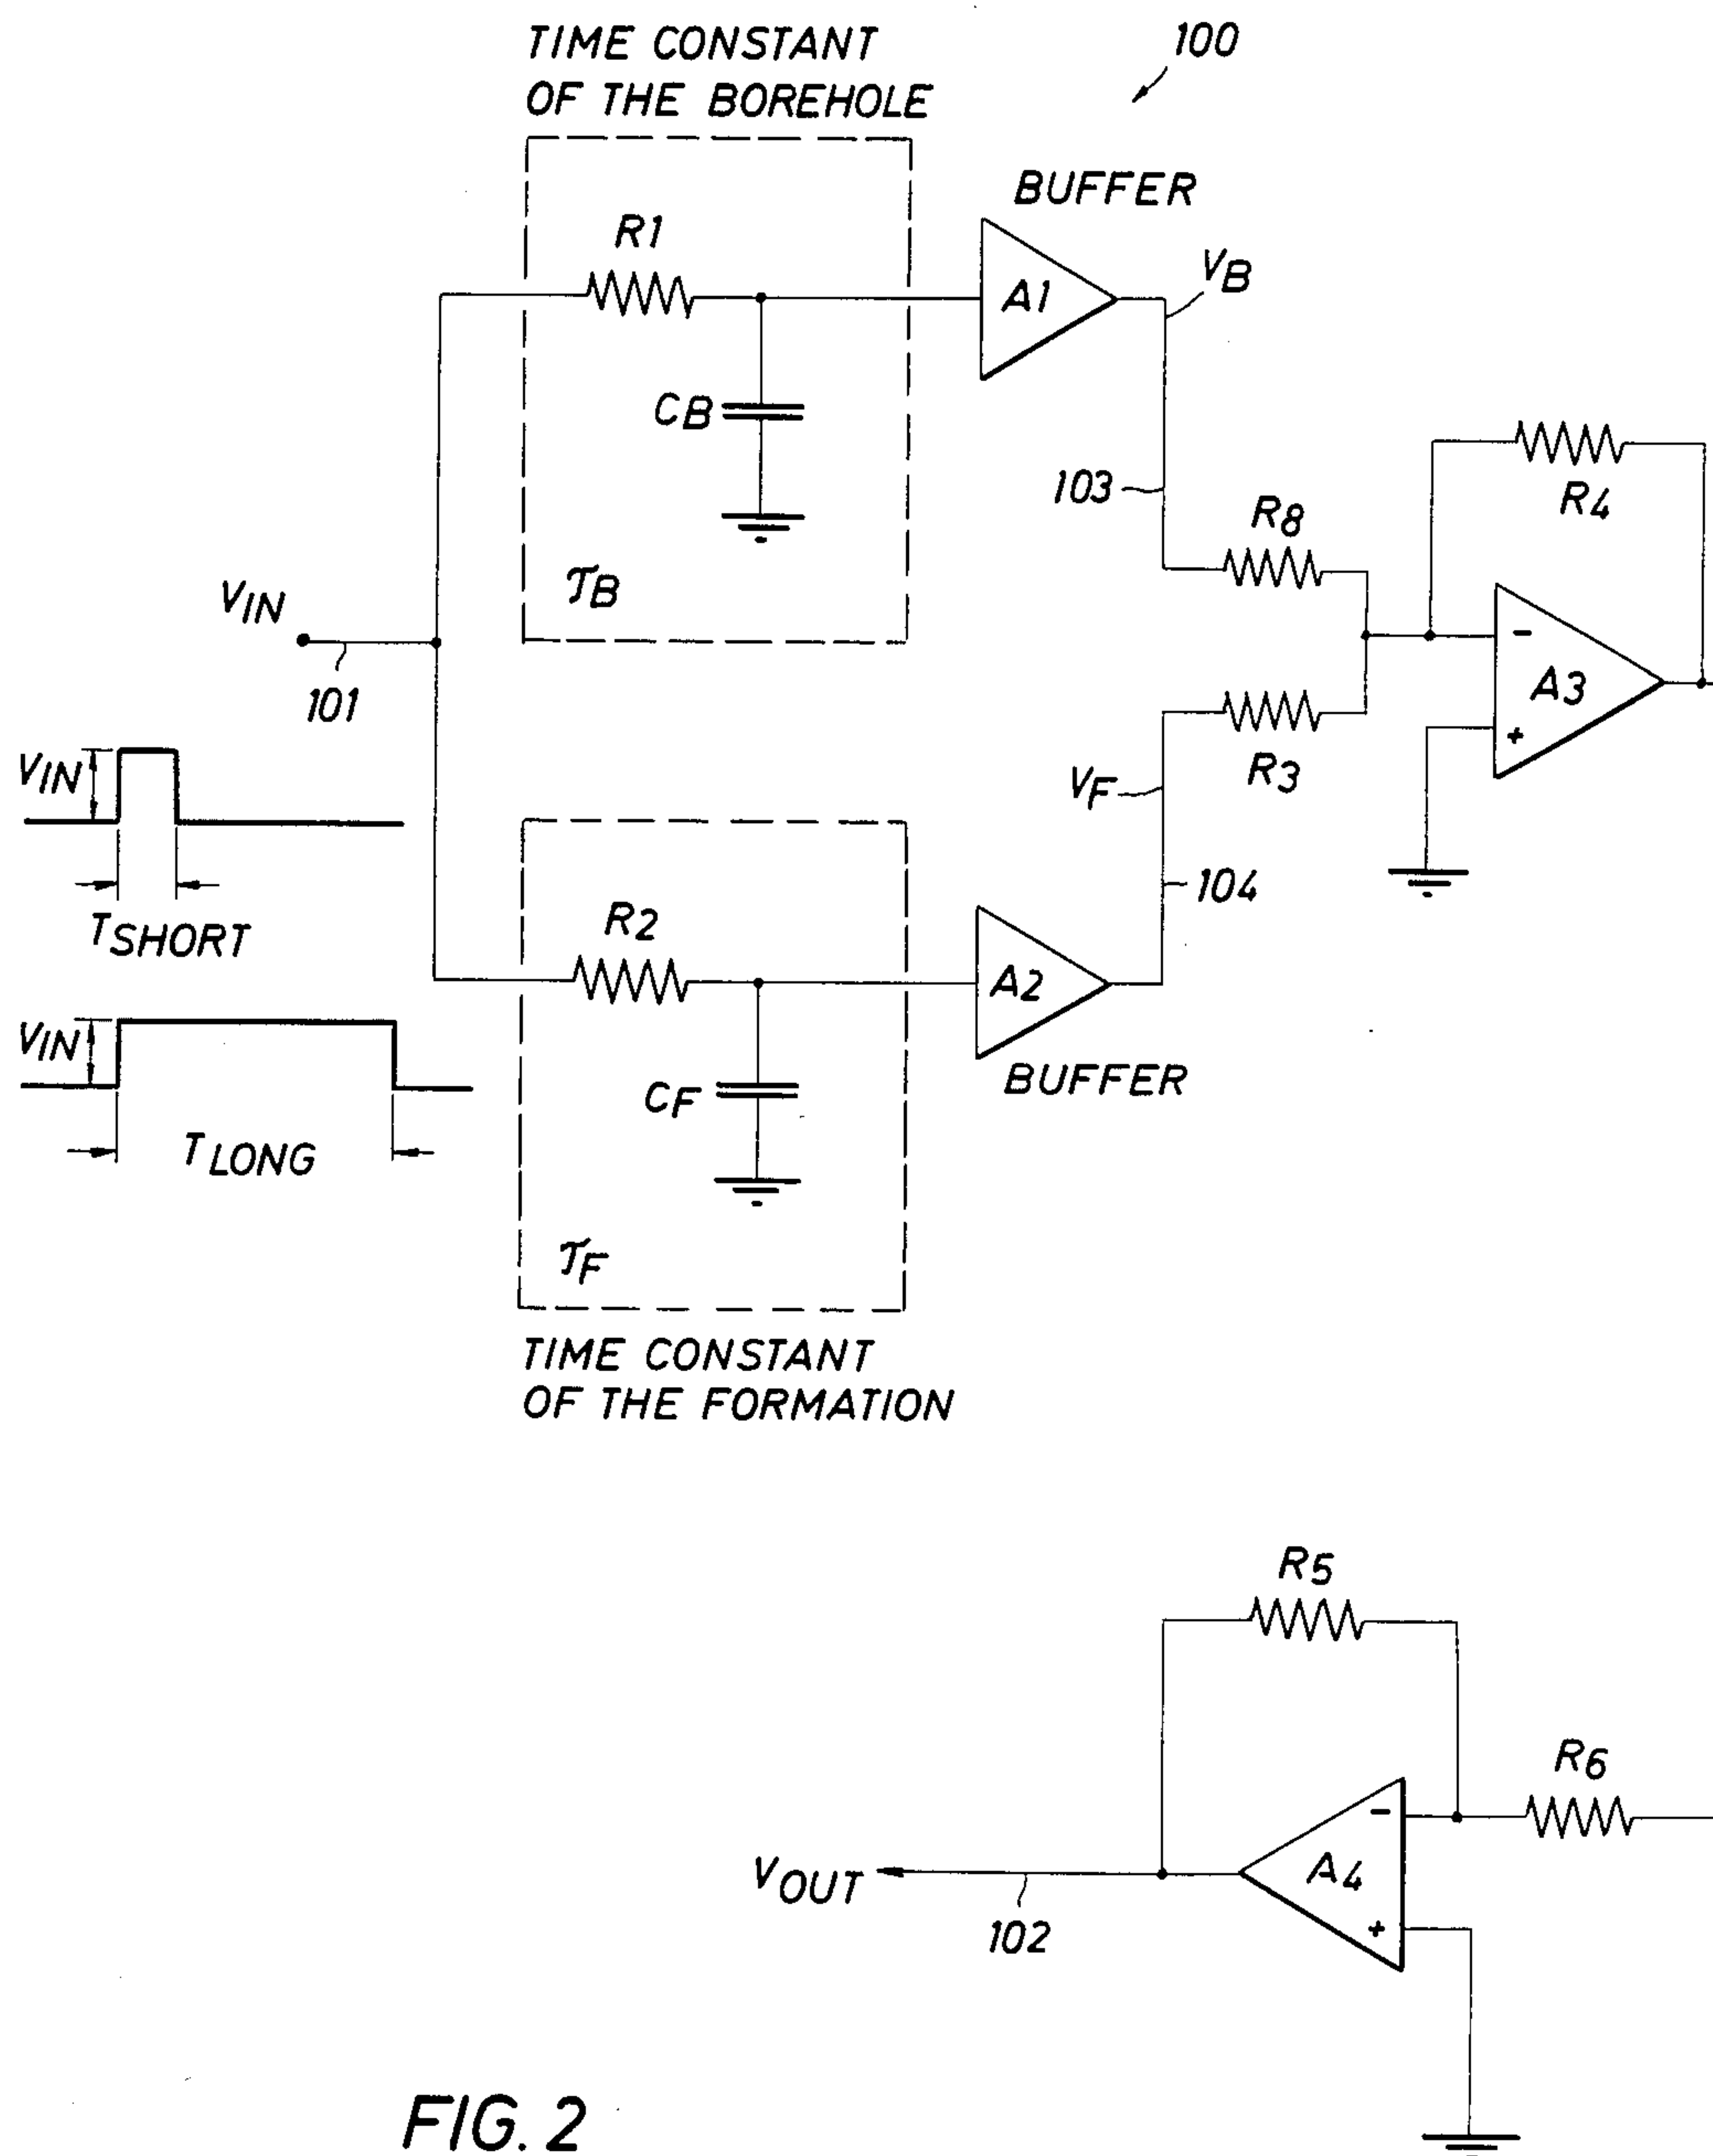 TIME CONSTANT
OF THE BOREHOLE
100
BUFFER
R1
A1
VB
CB
103
R8
R4
τB
VIN
101
-
A3
+
R3
VIN
TSHORT
VF
104
R2
A2
VIN
BUFFER
CF
TLONG
τF
TIME CONSTANT
OF THE FORMATION
R5
R6
-
A4
+
VOUT
102
FIG. 2